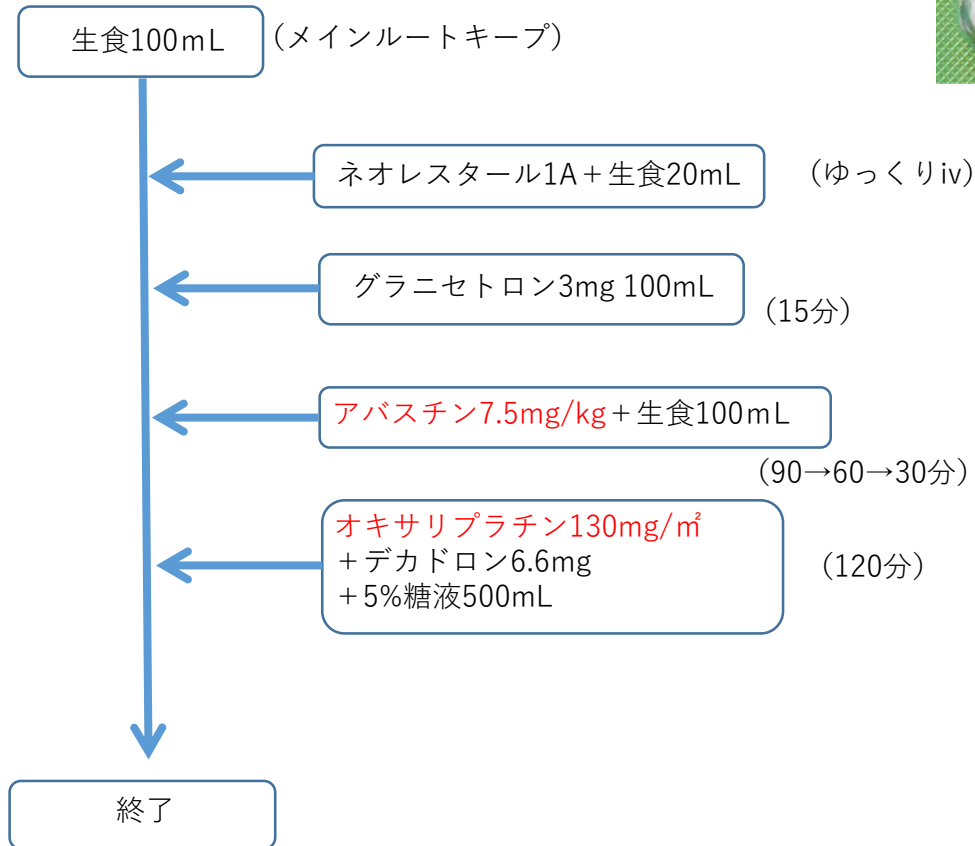 生食100mL
(メインルートキープ)
ネオレスタール1A+生食20mL
(ゆっくりiv)
グラニセトロン3mg 100mL
(15分)
アバスチン7.5mg/kg+生食100mL
(90→60→30分)
オキサリプラチン130mg/㎡
+デカドロン6.6mg
+5%糖液500mL
(120分)
終了